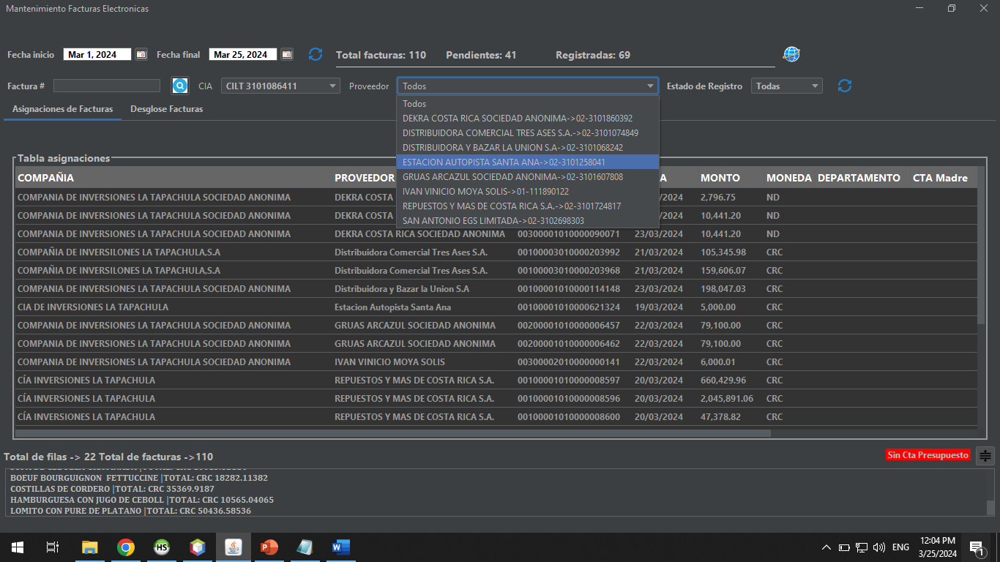 Mantenimiento Facturas Electronicas
Fecha inicio Mar 1, 2024 Fecha final Mar 25, 2024 Total facturas: 110 Pendientes: 41 Registradas: 69
Factura # CIA CILT 3101086411 Proveedor Todos Estado de Registro Todas
Asignaciones de Facturas Desglose Facturas
Todos
DEKRA COSTA RICA SOCIEDAD ANONIMA->02-3101860392
DISTRIBUIDORA COMERCIAL TRES ASES S.A.->02-3101074849
DISTRIBUIDORA Y BAZAR LA UNION S.A->02-3101068242
ESTACION AUTOPISTA SANTA ANA->02-3101258041
GRUAS ARCAZUL SOCIEDAD ANONIMA->02-3101607808
IVAN VINICIO MOYA SOLIS->01-111890122
REPUESTOS Y MAS DE COSTA RICA S.A.->02-3101724817
SAN ANTONIO EGS LIMITADA->02-3102698303
Tabla asignaciones
COMPAÑIA PROVEEDOR A MONTO MONEDA DEPARTAMENTO CTA Madre
COMPANIA DE INVERSIONES LA TAPACHULA SOCIEDAD ANONIMA DEKRA COSTA /2024 2,796.75 ND
COMPANIA DE INVERSIONES LA TAPACHULA SOCIEDAD ANONIMA DEKRA COSTA /2024 10,441.20 ND
COMPANIA DE INVERSIONES LA TAPACHULA SOCIEDAD ANONIMA DEKRA COSTA RICA SOCIEDAD ANONIMA 00300001010000090071 23/03/2024 10,441.20 ND
COMPAÑIA DE INVERSILONES LA TAPACHULA,S.A Distribuidora Comercial Tres Ases S.A. 00100003010000203992 21/03/2024 105,345.98 CRC
COMPAÑIA DE INVERSILONES LA TAPACHULA,S.A Distribuidora Comercial Tres Ases S.A. 00100003010000203968 21/03/2024 159,606.07 CRC
COMPANIA DE INVERSIONES LA TAPACHULA SOCIEDAD ANONIMA Distribuidora y Bazar la Union S.A 00100001010000114148 23/03/2024 198,047.03 CRC
CIA DE INVERSIONES LA TAPACHULA Estacion Autopista Santa Ana 00100001010000621324 19/03/2024 5,000.00 CRC
COMPANIA DE INVERSIONES LA TAPACHULA SOCIEDAD ANONIMA GRUAS ARCAZUL SOCIEDAD ANONIMA 00200001010000006457 22/03/2024 79,100.00 CRC
COMPANIA DE INVERSIONES LA TAPACHULA SOCIEDAD ANONIMA GRUAS ARCAZUL SOCIEDAD ANONIMA 00200001010000006462 22/03/2024 79,100.00 CRC
COMPANIA DE INVERSIONES LA TAPACHULA SOCIEDAD ANONIMA IVAN VINICIO MOYA SOLIS 00300002010000000141 22/03/2024 6,000.01 CRC
CÍA INVERSIONES LA TAPACHULA REPUESTOS Y MAS DE COSTA RICA S.A. 00100001010000008597 20/03/2024 660,429.96 CRC
CÍA INVERSIONES LA TAPACHULA REPUESTOS Y MAS DE COSTA RICA S.A. 00100001010000008596 20/03/2024 2,045,891.06 CRC
CÍA INVERSIONES LA TAPACHULA REPUESTOS Y MAS DE COSTA RICA S.A. 00100001010000008600 20/03/2024 47,378.82 CRC
Total de filas -> 22 Total de facturas ->110 Sin Cta Presupuesto
BOEUF BOURGUIGNON FETTUCCINE |TOTAL: CRC 18282.11382
COSTILLAS DE CORDERO |TOTAL: CRC 35369.9187
HAMBURGUESA CON JUGO DE CEBOLL |TOTAL: CRC 10565.04065
LOMITO CON PURE DE PLATANO |TOTAL: CRC 50436.58536
HS
ENG 12:04 PM
3/25/2024
1